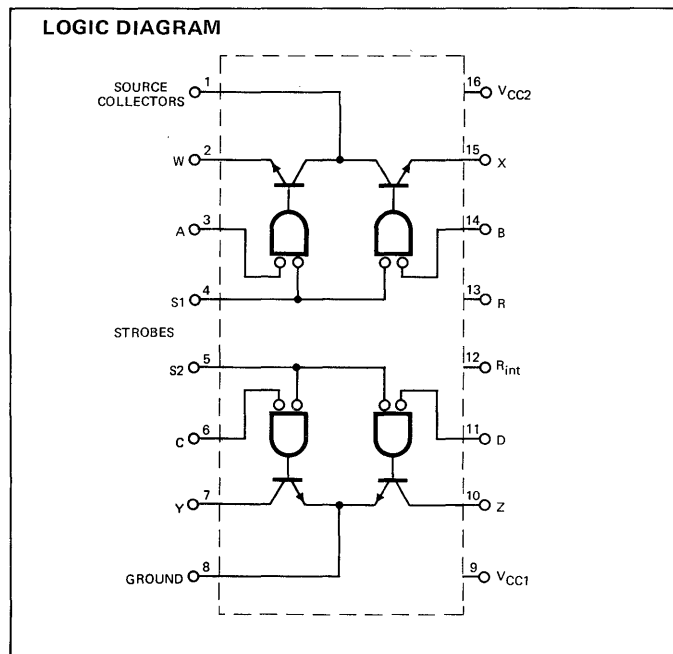 LOGIC DIAGRAM
SOURCE
COLLECTORS
1
16
VCC2
W
2
15
X
A
3
14
B
S1
4
13
R
STROBES
S2
5
12
Rint
C
6
11
D
Y
7
10
Z
GROUND
8
9
VCC1